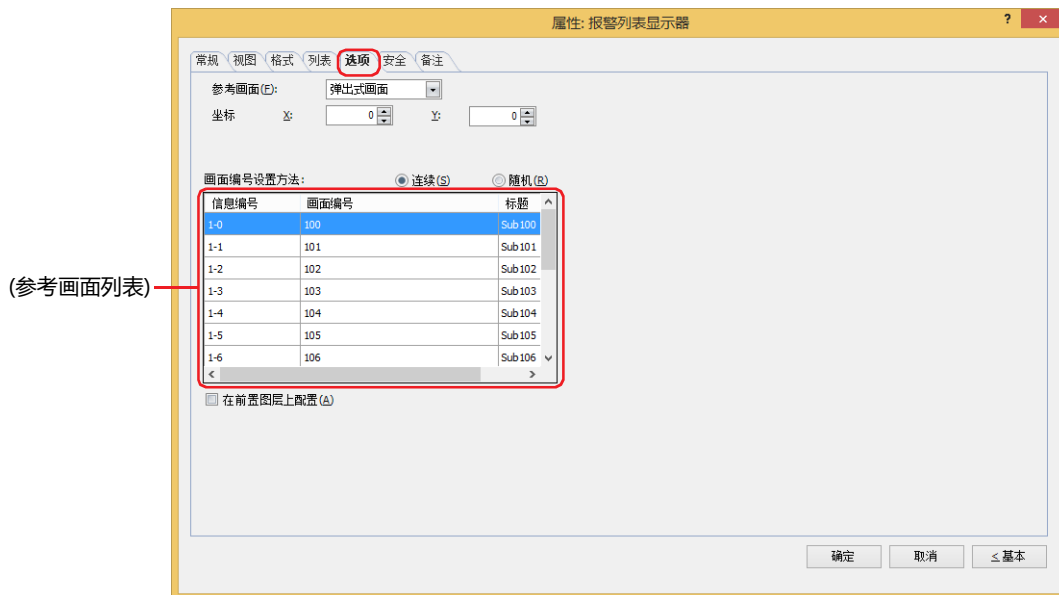 属性: 报警列表显示器 ? ×
常规 视图 格式 列表 选项 安全 备注
参考画面(F): 弹出式画面
坐标 X: 0 Y: 0
画面编号设置方法: 连续(S) 随机(R)
信息编号 画面编号 标题
1-0 100 Sub100
1-1 101 Sub101
1-2 102 Sub102
(参考画面列表) 1-3 103 Sub103
1-4 104 Sub104
1-5 105 Sub105
1-6 106 Sub106
在前置图层上配置(A)
确定 取消 ≤基本